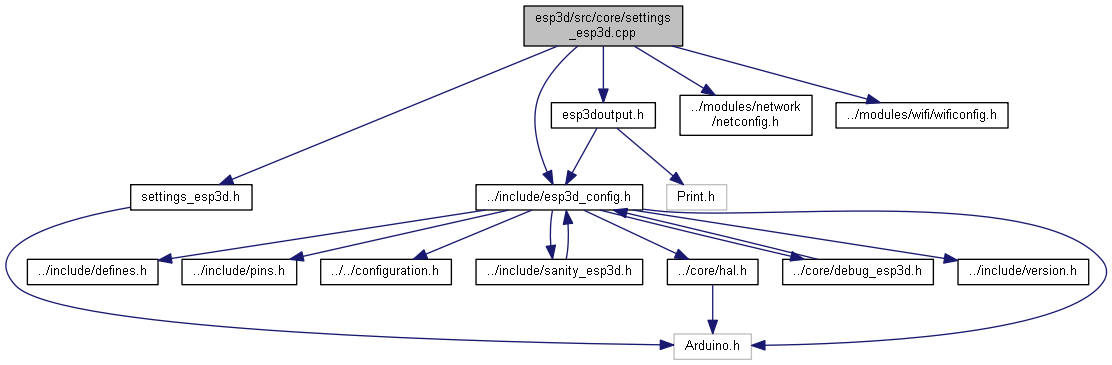 esp3d/src/core/settings
_esp3d.cpp
esp3doutput.h
../modules/network
/netconfig.h
../modules/wifi/wificonfig.h
settings_esp3d.h
../include/esp3d_config.h
Print.h
../include/defines.h
../include/pins.h
../../configuration.h
../include/sanity_esp3d.h
../core/hal.h
../core/debug_esp3d.h
../include/version.h
Arduino.h